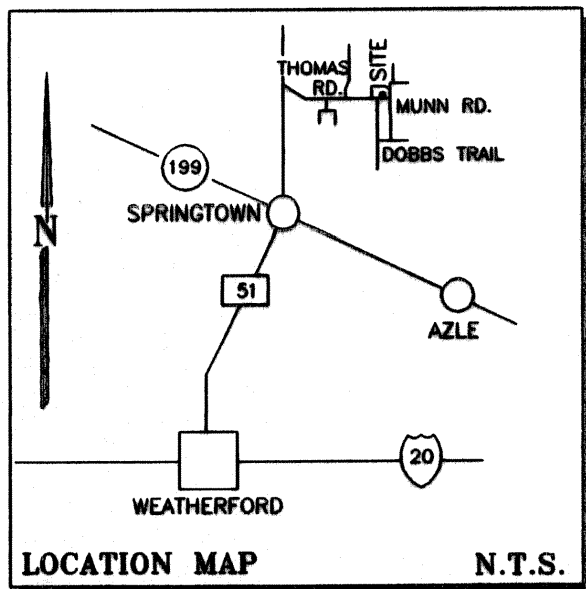 THOMAS
RD.
SITE
MUNN RD.
DOBBS TRAIL
199
SPRINGTOWN
N
51
AZLE
20
WEATHERFORD
LOCATION MAP N.T.S.